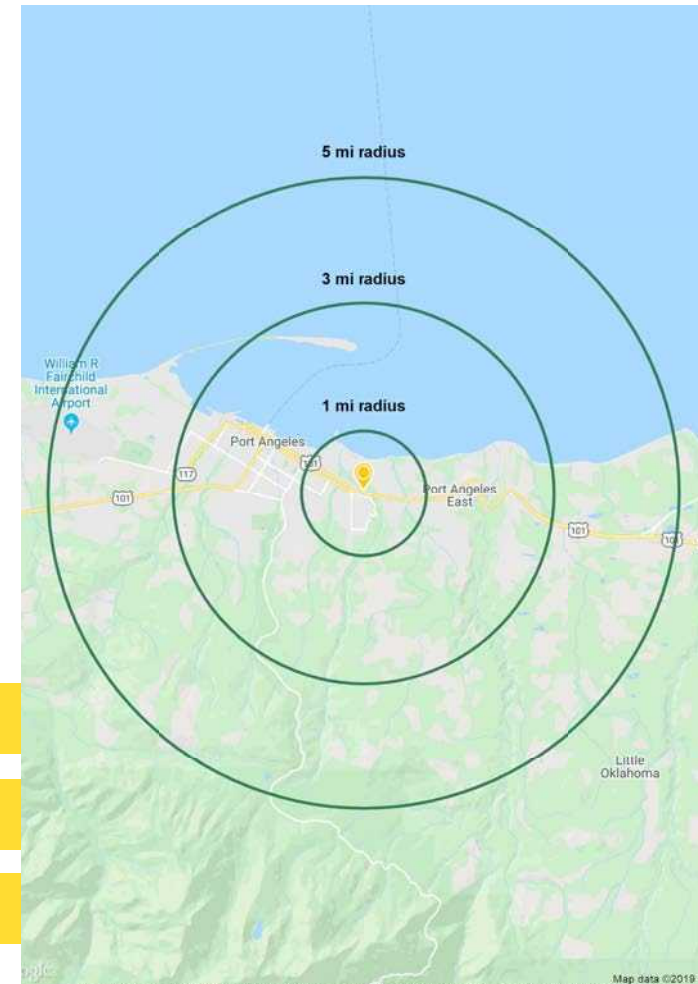 5 mi radius
3 mi radius
William R
Fairchild
International
Airport
1 mi radius
Port Angeles
101
117
101
Port Angeles
East
101
101
Little
Oklahoma
Map data ©2019